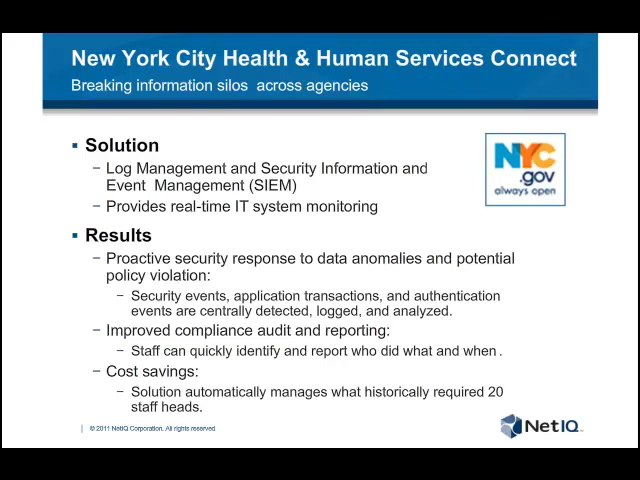 New York City Health & Human Services Connect
Breaking information silos across agencies
▪ Solution
− Log Management and Security Information and
Event Management (SIEM)
− Provides real-time IT system monitoring
NYC
.gov
always open
▪ Results
− Proactive security response to data anomalies and potential
policy violation:
− Security events, application transactions, and authentication
events are centrally detected, logged, and analyzed.
− Improved compliance audit and reporting:
− Staff can quickly identify and report who did what and when .
− Cost savings:
− Solution automatically manages what historically required 20
staff heads.
© 2011 NetIQ Corporation. All rights reserved
NetIQ